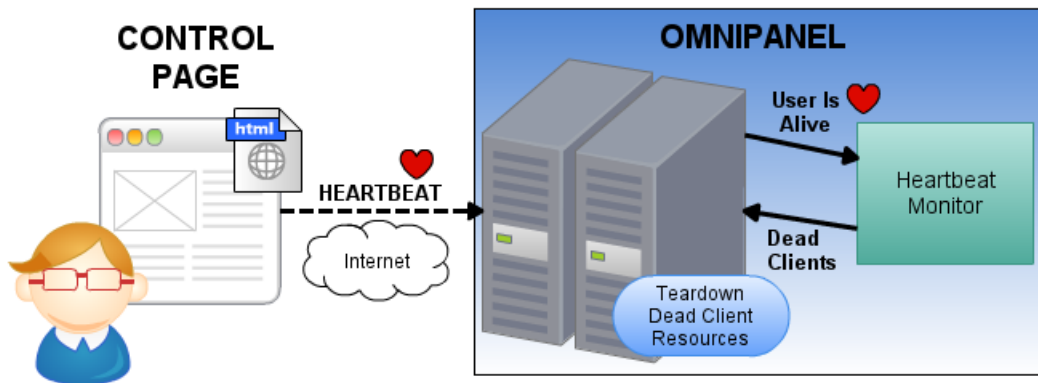 CONTROL
PAGE
html
HEARTBEAT
Internet
OMNIPANEL
User Is
Alive
Heartbeat
Monitor
Dead
Clients
Teardown
Dead Client
Resources